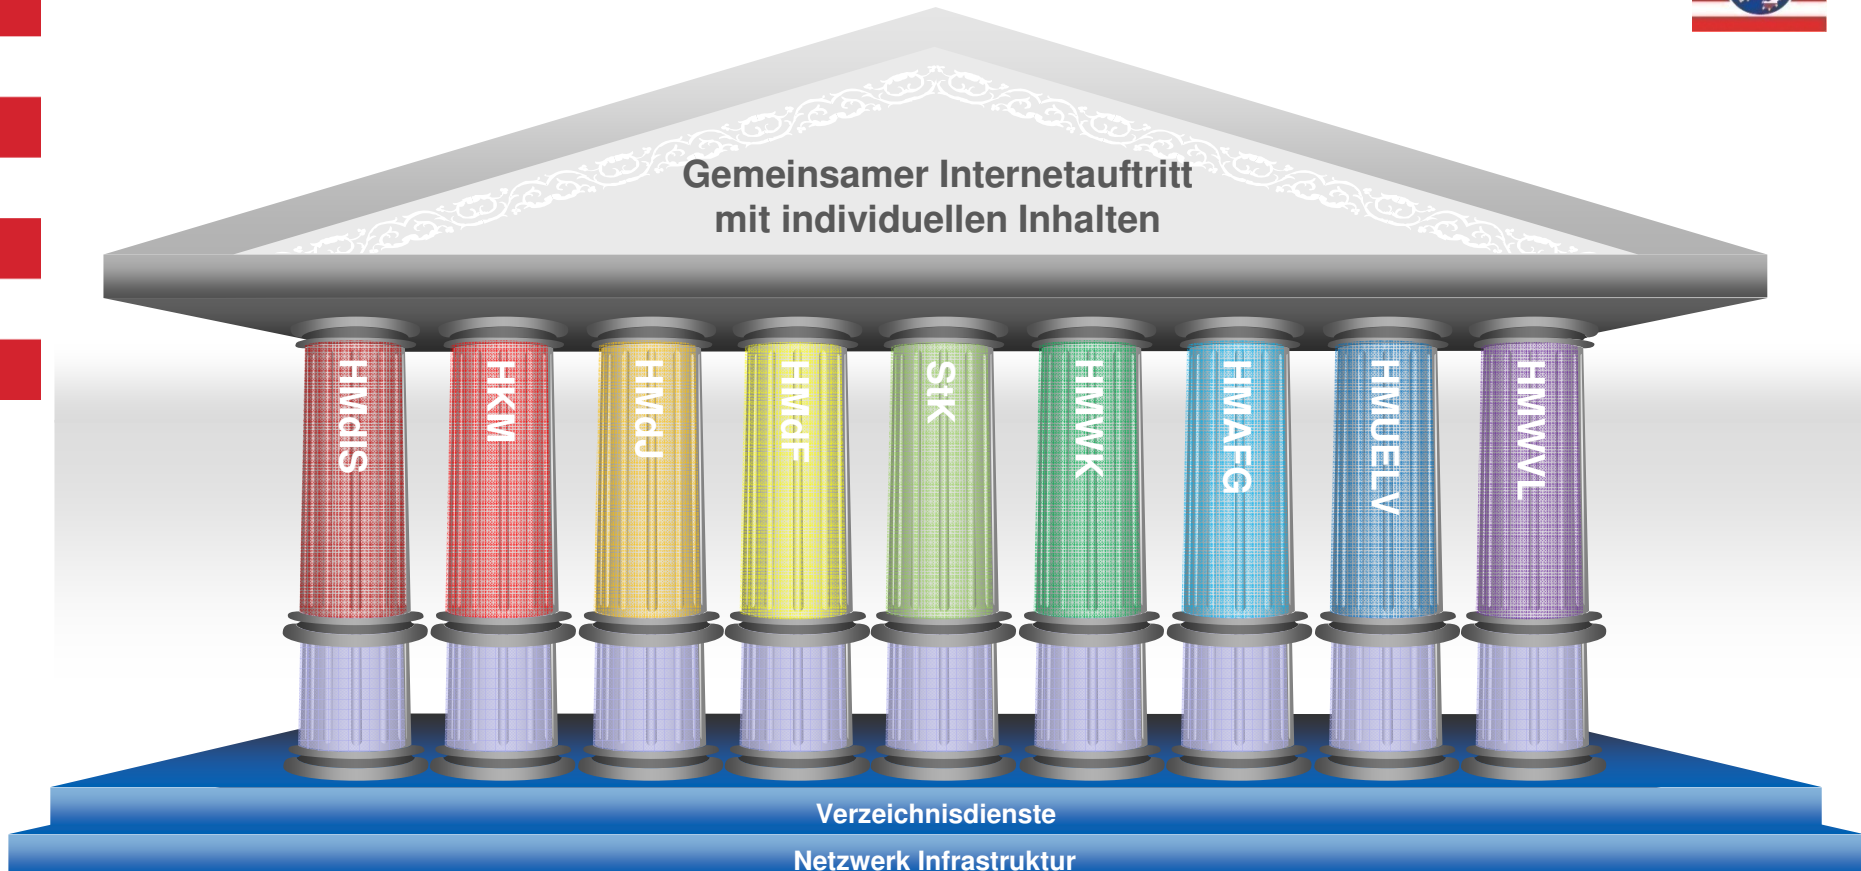 Gemeinsamer Internetauftritt
mit individuellen Inhalten
HMdIS
HKM
HMdJ
HMdF
StK
HMWK
HMAFG
HMUELV
HMWVL
Verzeichnisdienste
Netzwerk Infrastruktur